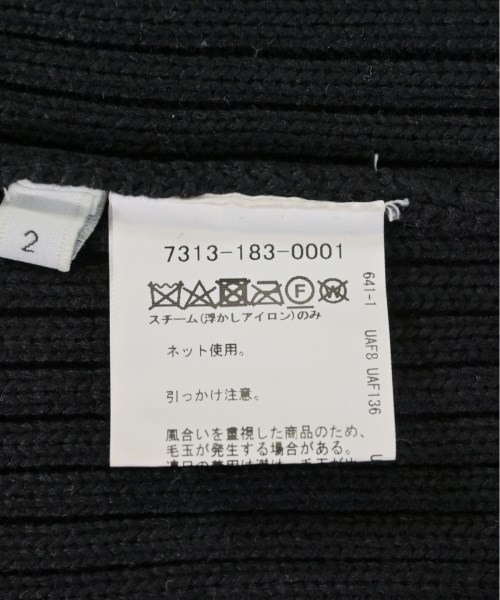 2
7313-183-0001
F W
スチーム(浮かしアイロン)のみ
ネット使用。
引っかけ注意。
風合いを重視した商品のため、
毛玉が発生する場合がある。
641-1 UAF8 UAF136